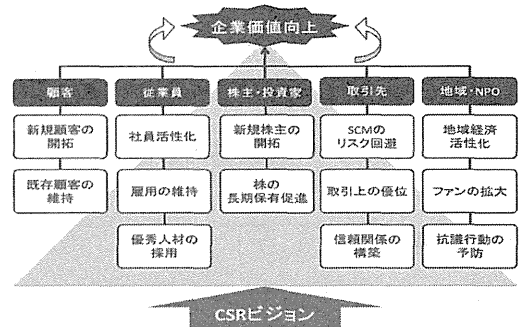 企業価値向上
顧客
従業員
株主・投資家
取引先
地域・NPO
新規顧客の
開拓
社員活性化
新規株主の
開拓
SCMの
リスク回避
地域経済
活性化
既存顧客の
維持
雇用の維持
株の
長期保有促進
取引上の優位
ファンの拡大
優秀人材の
採用
信頼関係の
構築
抗議行動の
予防
CSRビジョン